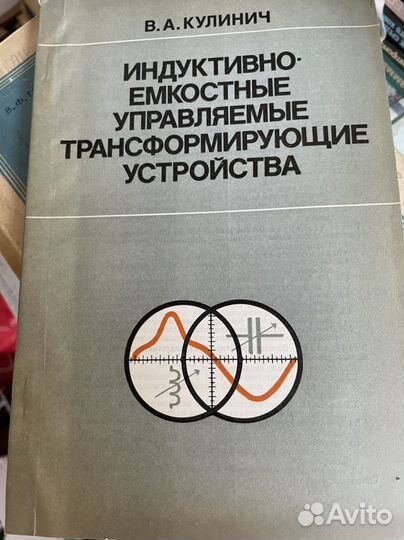 В. А. КУЛИНИЧ
ИНДУКТИВНО-
ЕМКОСТНЫЕ
УПРАВЛЯЕМЫЕ
ТРАНСФОРМИРУЮЩИЕ
УСТРОЙСТВА
В. Ф.
Avito